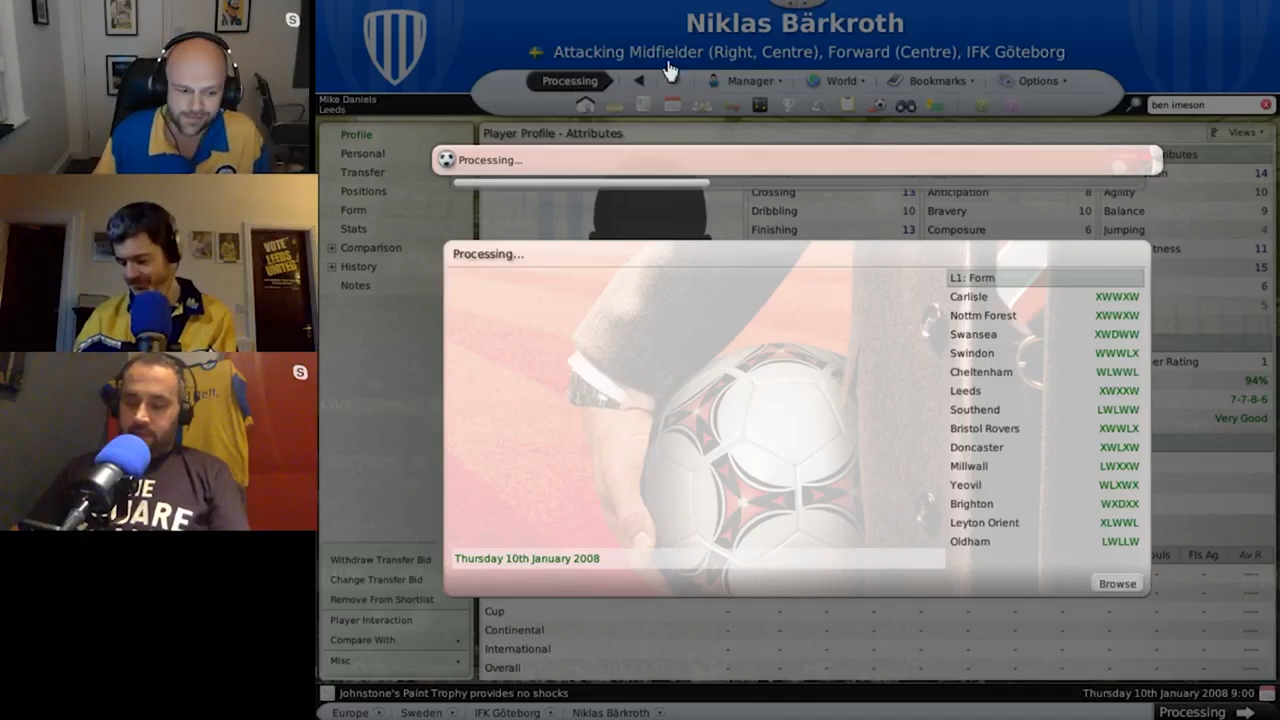 Niklas Bärkroth
Attacking Midfielder (Right, Centre), Forward (Centre), IFK Göteborg
Processing
Manager
World
Bookmarks
Options
Mike Daniels
Leeds
ben imeson
Profile
Personal
Transfer
Positions
Form
Stats
Comparison
History
Notes
Player Profile - Attributes
Views
Processing...
14
Crossing 13 Anticipation 8 Agility 10
Dribbling 10 Bravery 10 Balance 9
Finishing 13 Composure 6 Jumping 4
11
15
6
5
1
94%
7-7-8-6
Very Good
Processing...
L1: Form
Carlisle XWWXW
Nottm Forest XWWXW
Swansea XWDWW
Swindon WWWLX
Cheltenham WLWWL
Leeds XWXXW
Southend LWLWW
Bristol Rovers XWWLX
Doncaster XWLXW
Millwall LWXXW
Yeovil WLXWX
Brighton WXDXX
Leyton Orient XLWWL
Oldham LWLLW
Thursday 10th January 2008
Browse
VOTE
LEEDS
UNITED
Withdraw Transfer Bid
Change Transfer Bid
Remove From Shortlist
Player Interaction
Compare With
Misc
Fls Ag Av R
Cup
Continental
International
Overall
Johnstone's Paint Trophy provides no shocks
Thursday 10th January 2008 9:00
Europe Sweden IFK Göteborg Niklas Bärkroth
Processing